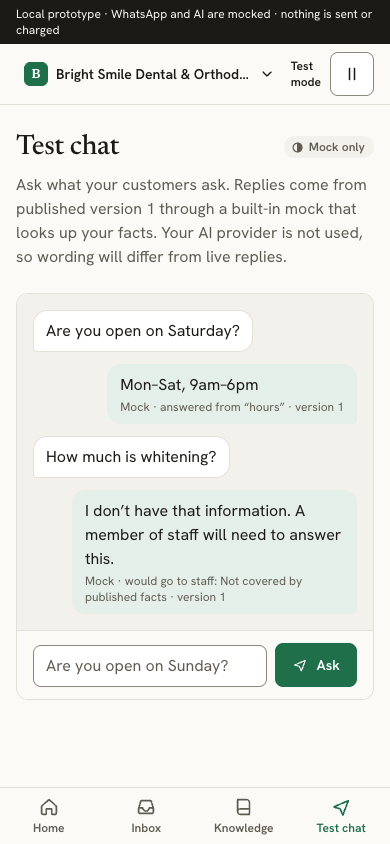 Local prototype · WhatsApp and AI are mocked · nothing is sent or
charged
B Bright Smile Dental & Orthod...
Test
mode
Test chat
Mock only
Ask what your customers ask. Replies come from
published version 1 through a built-in mock that
looks up your facts. Your AI provider is not used,
so wording will differ from live replies.
Are you open on Saturday?
Mon–Sat, 9am–6pm
Mock · answered from “hours” · version 1
How much is whitening?
I don’t have that information. A
member of staff will need to answer
this.
Mock · would go to staff: Not covered by
published facts · version 1
Are you open on Sunday?
Ask
Home
Inbox
Knowledge
Test chat